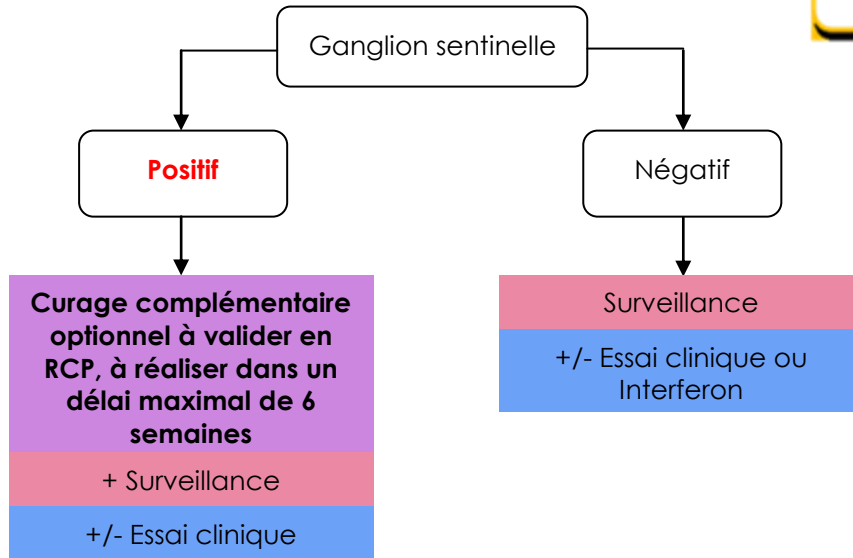 Ganglion sentinelle
Positif
Négatif
Curage complémentaire
optionnel à valider en
RCP, à réaliser dans un
délai maximal de 6
semaines
+ Surveillance
+/- Essai clinique
Surveillance
+/- Essai clinique ou
Interferon